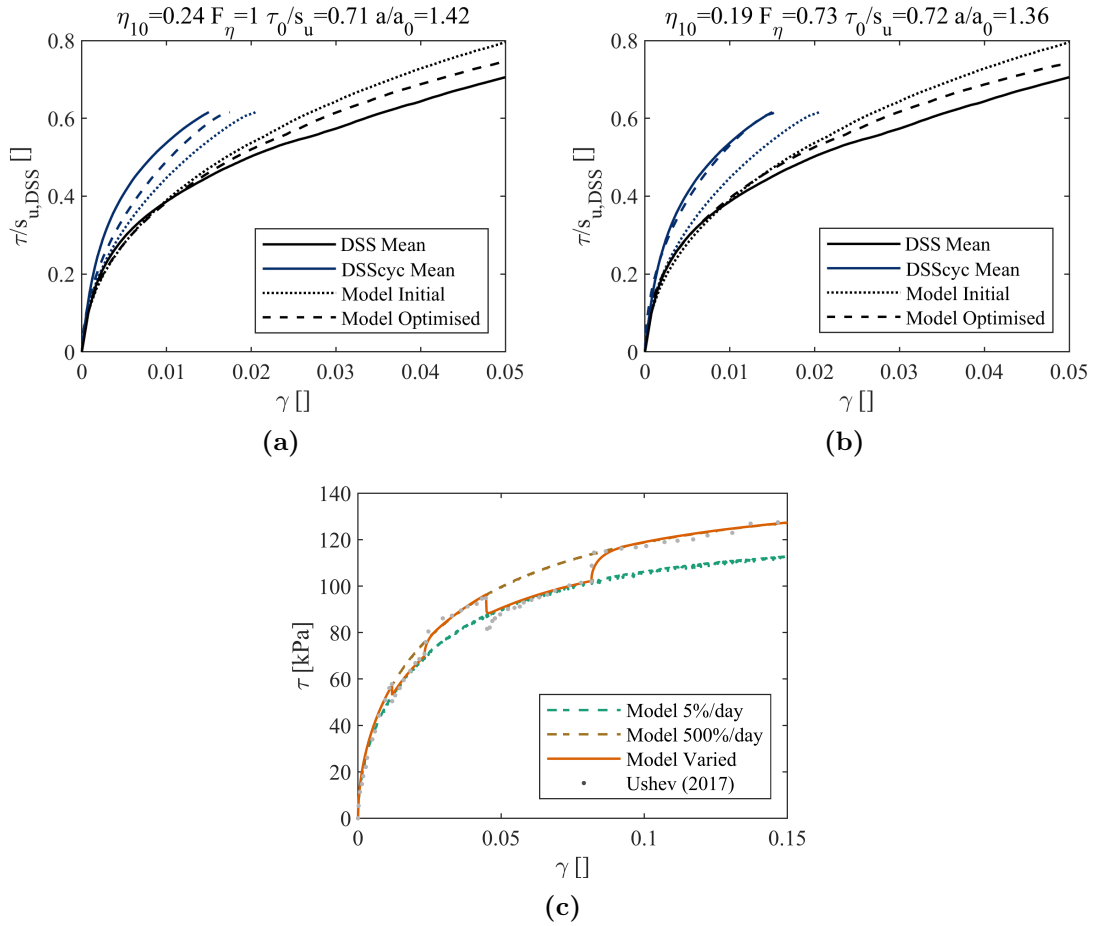 η10=0.24 Fη=1 τ0/su=0.71 a/a0=1.42
0.8
0.6
0.4
0.2
0
τ/su,DSS []
DSS Mean
DSScyc Mean
Model Initial
Model Optimised
0 0.01 0.02 0.03 0.04 0.05
γ []
(a)
η10=0.19 Fη=0.73 τ0/su=0.72 a/a0=1.36
0.8
0.6
0.4
0.2
0
τ/su,DSS []
DSS Mean
DSScyc Mean
Model Initial
Model Optimised
0 0.01 0.02 0.03 0.04 0.05
γ []
(b)
140
120
100
80
60
40
20
0
τ [kPa]
Model 5%/day
Model 500%/day
Model Varied
Ushev (2017)
0 0.05 0.1 0.15
γ []
(c)